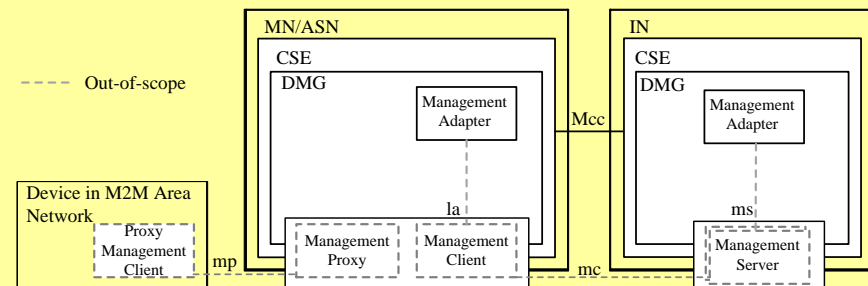 MN/ASN
IN
CSE
CSE
DMG
DMG
Out-of-scope
Management
Adapter
Management
Adapter
Mcc
Device in M2M Area
Network
la
ms
Proxy
Management
Client
Management
Proxy
Management
Client
Management
Server
mp
mc